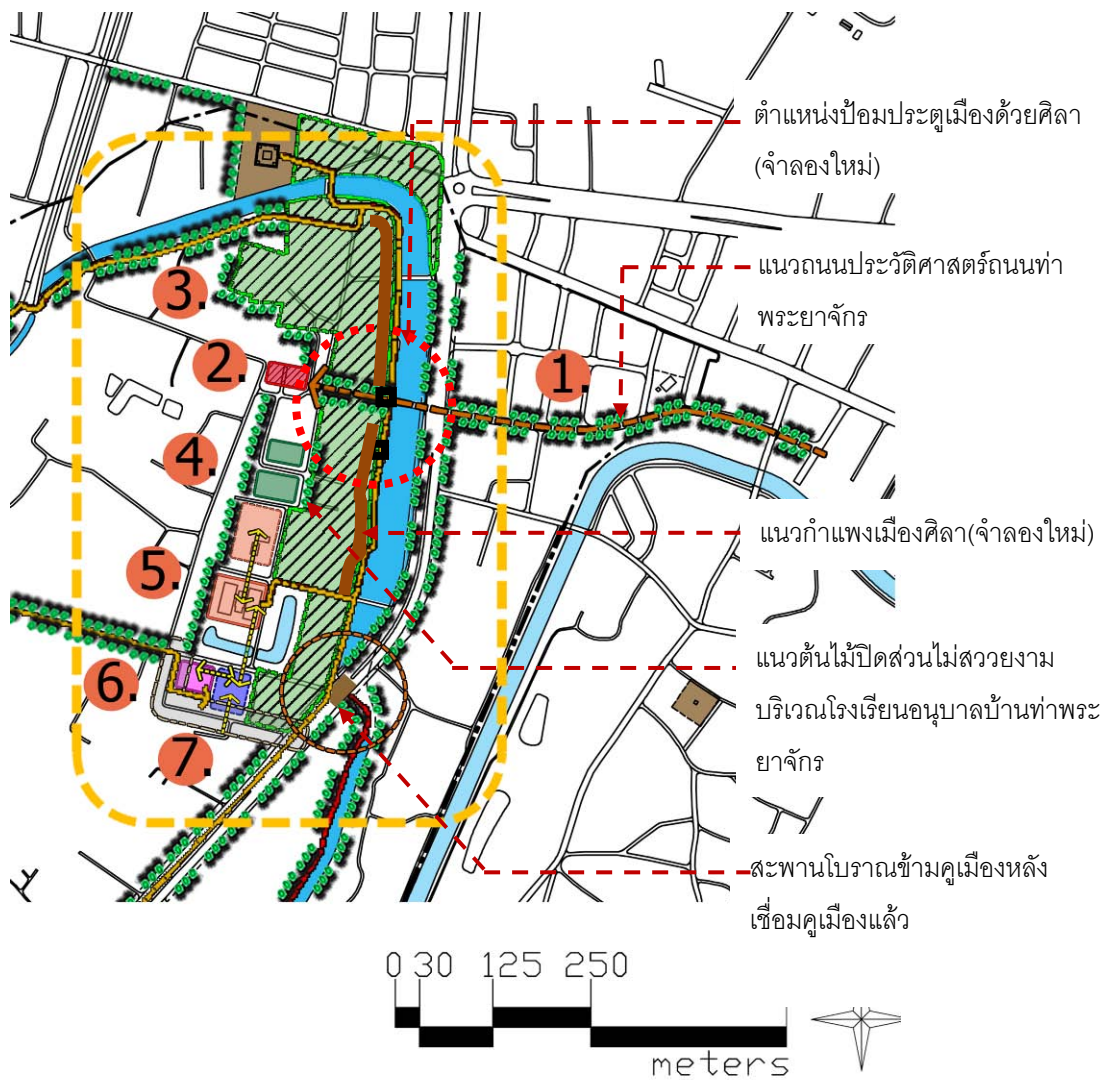 ตำแหน่งป้อมประตูเมืองด้วยศิลา
(จำลองใหม่)
แนวถนนประวัติศาสตร์ถนนท่า
พระยาจักร
1.
2.
3.
4.
5.
6.
7.
แนวกำแพงเมืองศิลา(จำลองใหม่)
แนวต้นไม้ปิดส่วนไม่สววยงาม
บริเวณโรงเรียนอนุบาลบ้านท่าพระ
ยาจักร
สะพานโบราณข้ามคูเมืองหลัง
เชื่อมคูเมืองแล้ว
0 30 125 250
meters